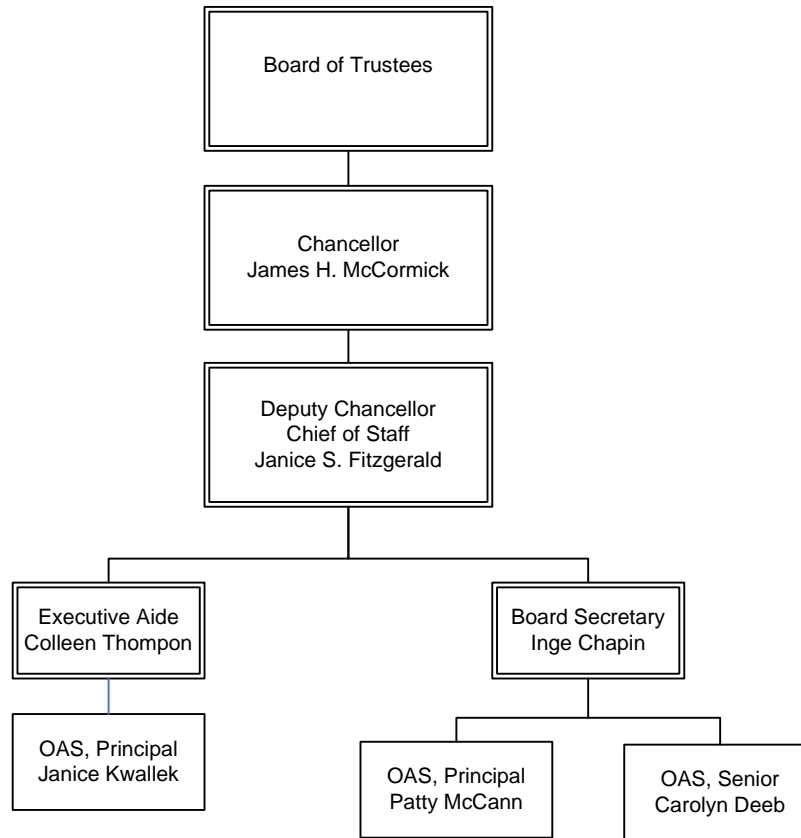 Board of Trustees
Chancellor
James H. McCormick
Deputy Chancellor
Chief of Staff
Janice S. Fitzgerald
Executive Aide
Colleen Thompon
Board Secretary
Inge Chapin
OAS, Principal
Janice Kwallek
OAS, Principal
Patty McCann
OAS, Senior
Carolyn Deeb